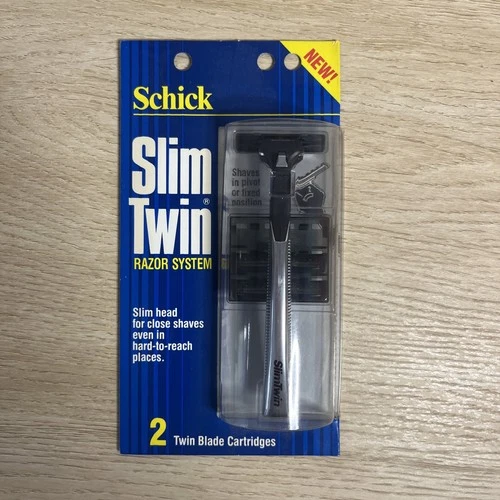 NEW!
Schick
Slim
Twin®
RAZOR SYSTEM
Shaves
in pivot
or fixed
position
Slim head
for close shaves
even in
hard-to-reach
places.
SlimTwin
2 Twin Blade Cartridges